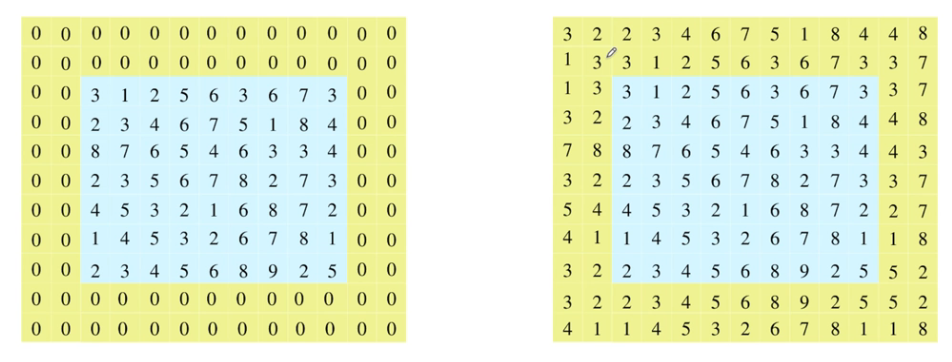 0 0 0 0 0 0 0 0 0 0 0 0 0
0 0 0 0 0 0 0 0 0 0 0 0 0
0 0 3 1 2 5 6 3 6 7 3 0 0
0 0 2 3 4 6 7 5 1 8 4 0 0
0 0 8 7 6 5 4 6 3 3 4 0 0
0 0 2 3 5 6 7 8 2 7 3 0 0
0 0 4 5 3 2 1 6 8 7 2 0 0
0 0 1 4 5 3 2 6 7 8 1 0 0
0 0 2 3 4 5 6 8 9 2 5 0 0
0 0 0 0 0 0 0 0 0 0 0 0 0
0 0 0 0 0 0 0 0 0 0 0 0 0
3 2 2 3 4 6 7 5 1 8 4 4 8
1 3 3 1 2 5 6 3 6 7 3 3 7
1 3 3 1 2 5 6 3 6 7 3 3 7
3 2 2 3 4 6 7 5 1 8 4 4 8
7 8 8 7 6 5 4 6 3 3 4 4 3
3 2 2 3 5 6 7 8 2 7 3 3 7
5 4 4 5 3 2 1 6 8 7 2 2 7
4 1 1 4 5 3 2 6 7 8 1 1 8
3 2 2 3 4 5 6 8 9 2 5 5 2
3 2 2 3 4 5 6 8 9 2 5 5 2
4 1 1 4 5 3 2 6 7 8 1 1 8